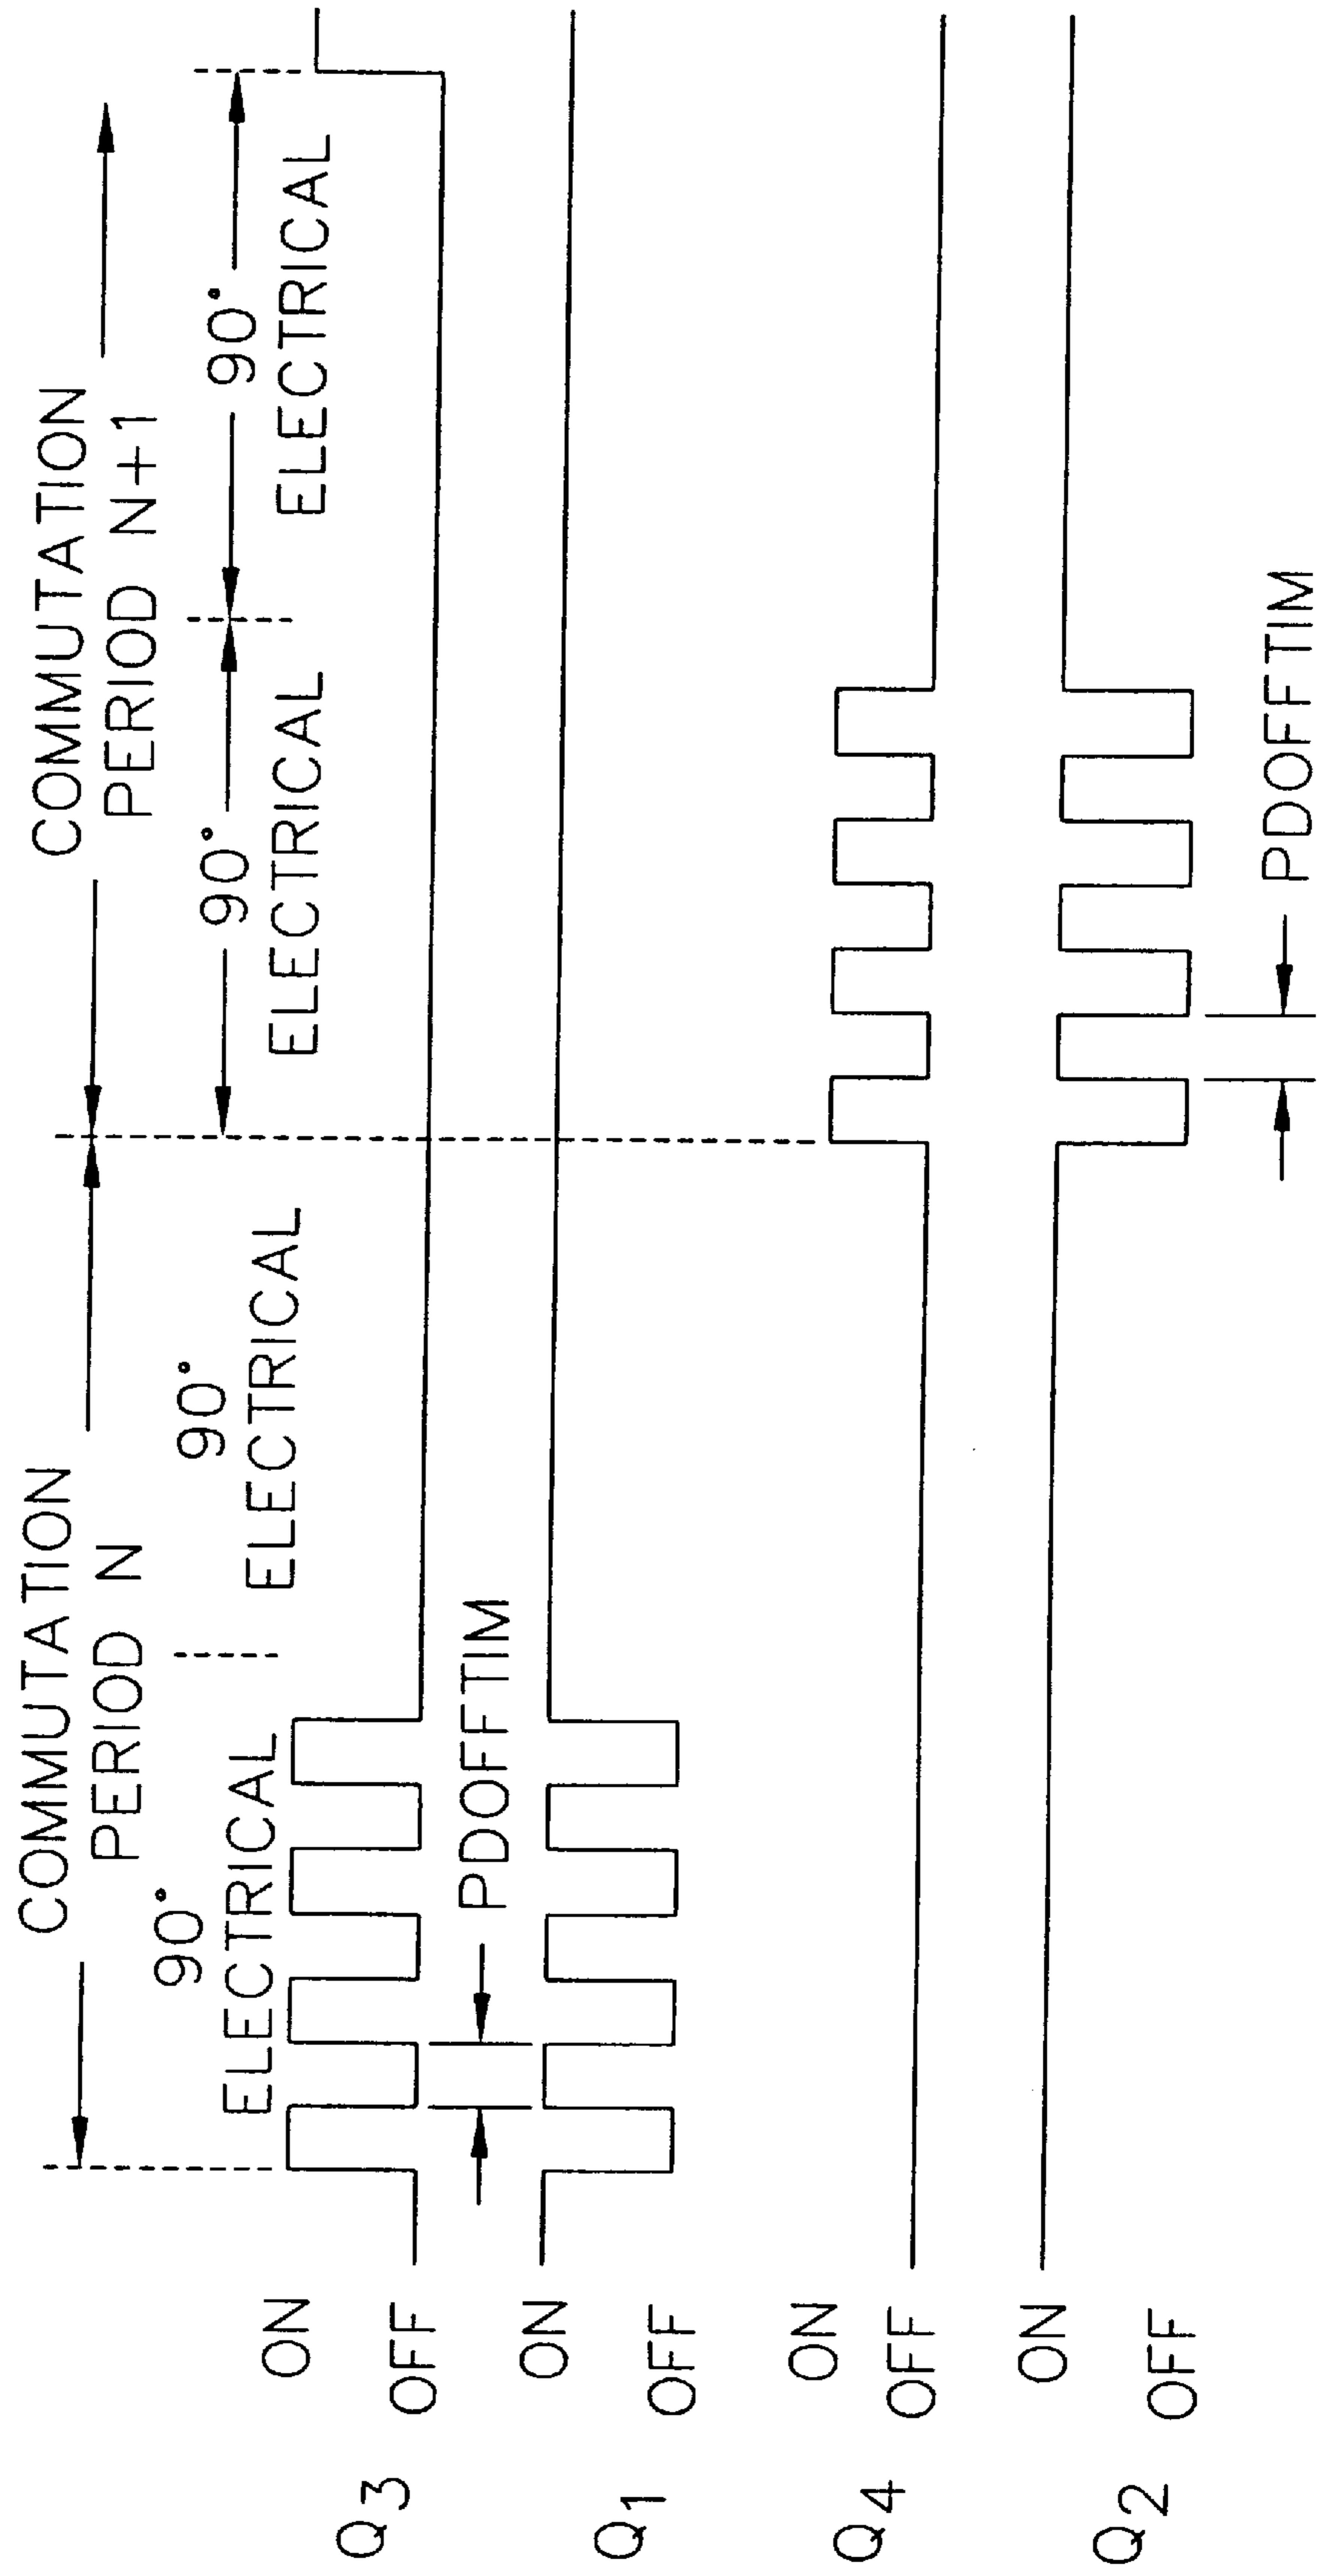 COMMUTATION
PERIOD N
COMMUTATION
PERIOD N+1
90°
ELECTRICAL
90°
ELECTRICAL
90°
ELECTRICAL
90°
ELECTRICAL
Q3
ON
OFF
PDOFFTIM
Q1
ON
OFF
Q4
ON
OFF
Q2
ON
OFF
PDOFFTIM